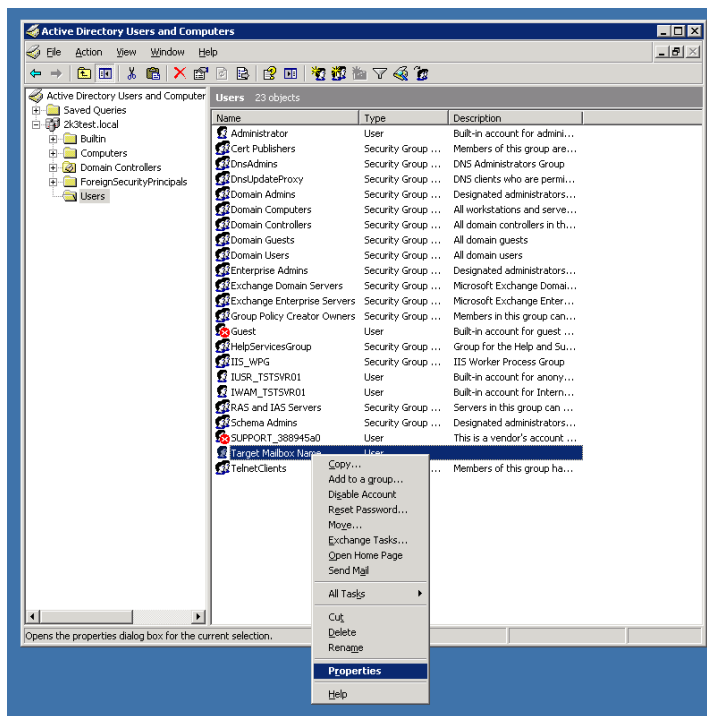 Active Directory Users and Computers
File Action View Window Help
Active Directory Users and Computer
Saved Queries
2k3test.local
Builtin
Computers
Domain Controllers
ForeignSecurityPrincipals
Users
Users 23 objects
Name Type Description
Administrator User Built-in account for admini...
Cert Publishers Security Group ... Members of this group are...
DnsAdmins Security Group ... DNS Administrators Group
DnsUpdateProxy Security Group ... DNS clients who are permi...
Domain Admins Security Group ... Designated administrators...
Domain Computers Security Group ... All workstations and serve...
Domain Controllers Security Group ... All domain controllers in th...
Domain Guests Security Group ... All domain guests
Domain Users Security Group ... All domain users
Enterprise Admins Security Group ... Designated administrators...
Exchange Domain Servers Security Group ... Microsoft Exchange Domai...
Exchange Enterprise Servers Security Group ... Microsoft Exchange Enter...
Group Policy Creator Owners Security Group ... Members in this group can...
Guest User Built-in account for guest ...
HelpServicesGroup Security Group ... Group for the Help and Su...
IIS_WPG Security Group ... IIS Worker Process Group
IUSR_TSTSVR01 User Built-in account for anony...
IWAM_TSTSVR01 User Built-in account for Intern...
RAS and IAS Servers Security Group ... Servers in this group can ...
Schema Admins Security Group ... Designated administrators...
SUPPORT_388945a0 User This is a vendor's account ...
Target Mailbox Name User
TelnetClients ... Members of this group ha...
Copy...
Add to a group...
Disable Account
Reset Password...
Move...
Exchange Tasks...
Open Home Page
Send Mail
All Tasks
Cut
Delete
Rename
Properties
Help
Opens the properties dialog box for the current selection.